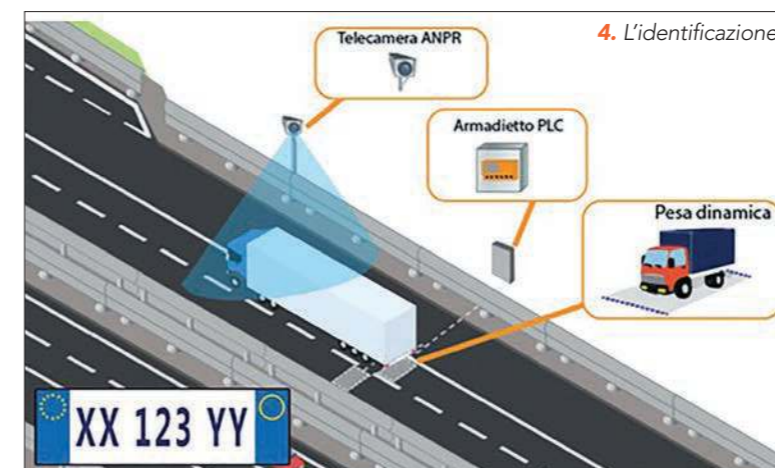 4. L'identificazione
Telecamera ANPR
Armadietto PLC
Pesa dinamica
XX 123 YY